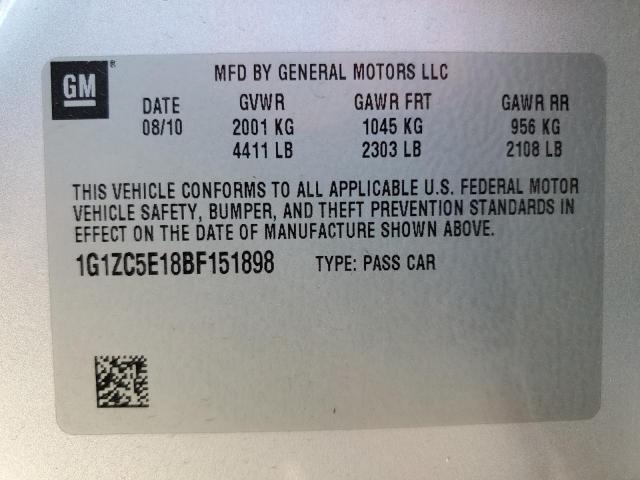 GM®
MFD BY GENERAL MOTORS LLC
DATE GVWR GAWR FRT GAWR RR
08/10 2001 KG 1045 KG 956 KG
4411 LB 2303 LB 2108 LB
THIS VEHICLE CONFORMS TO ALL APPLICABLE U.S. FEDERAL MOTOR
VEHICLE SAFETY, BUMPER, AND THEFT PREVENTION STANDARDS IN
EFFECT ON THE DATE OF MANUFACTURE SHOWN ABOVE.
1G1ZC5E18BF151898 TYPE: PASS CAR